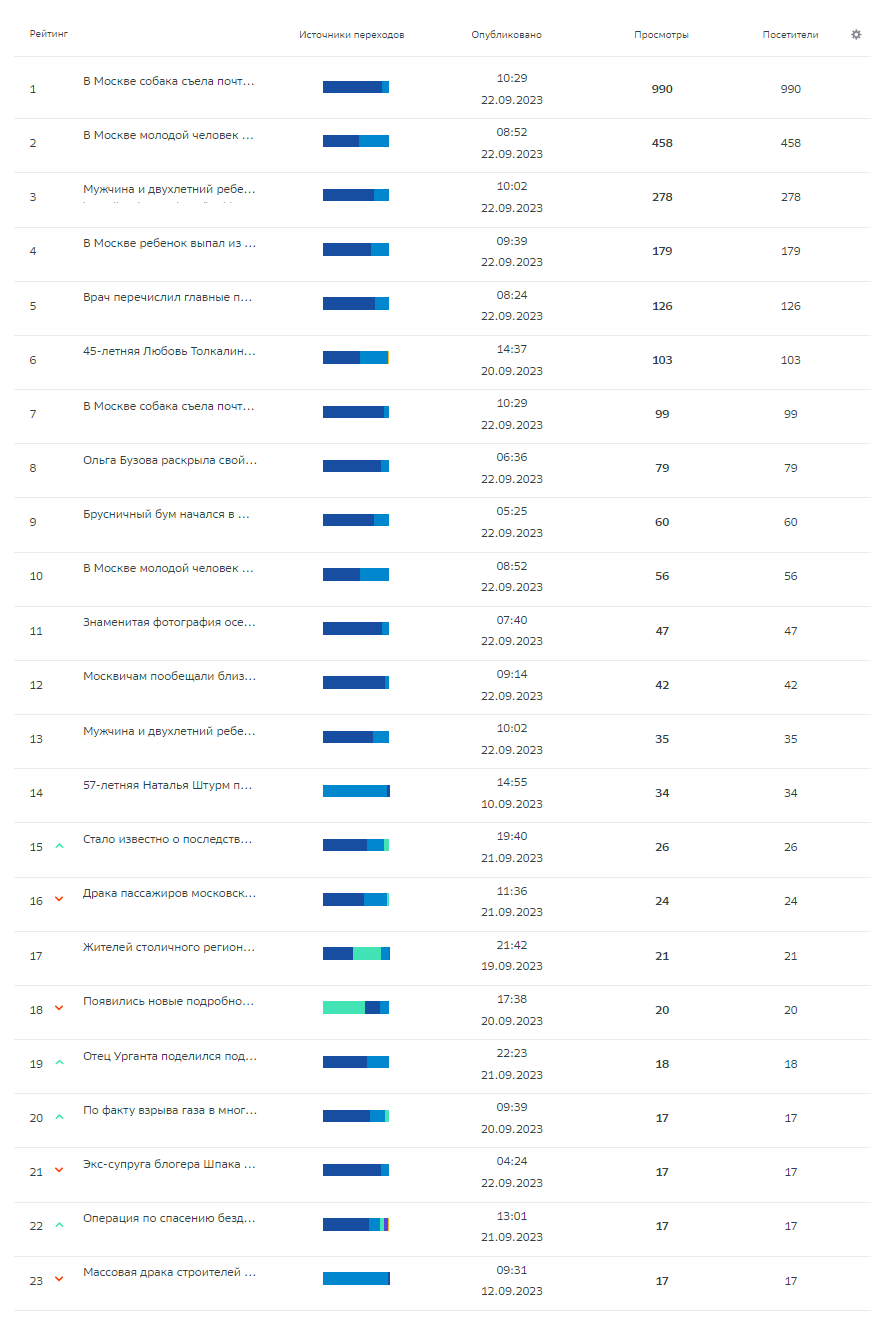 Рейтинг Источники переходов Опубликовано Просмотры Посетители
1 В Москве собака съела почт... 10:29 22.09.2023 990 990
2 В Москве молодой человек ... 08:52 22.09.2023 458 458
3 Мужчина и двухлетний ребе... 10:02 22.09.2023 278 278
4 В Москве ребенок выпал из ... 09:39 22.09.2023 179 179
5 Врач перечислил главные п... 08:24 22.09.2023 126 126
6 45-летняя Любовь Толкалин... 14:37 20.09.2023 103 103
7 В Москве собака съела почт... 10:29 22.09.2023 99 99
8 Ольга Бузова раскрыла свой... 06:36 22.09.2023 79 79
9 Брусничный бум начался в ... 05:25 22.09.2023 60 60
10 В Москве молодой человек ... 08:52 22.09.2023 56 56
11 Знаменитая фотография осе... 07:40 22.09.2023 47 47
12 Москвичам пообещали близ... 09:14 22.09.2023 42 42
13 Мужчина и двухлетний ребе... 10:02 22.09.2023 35 35
14 57-летняя Наталья Штурм п... 14:55 10.09.2023 34 34
15 Стало известно о последств... 19:40 21.09.2023 26 26
16 Драка пассажиров московск... 11:36 21.09.2023 24 24
17 Жителей столичного регион... 21:42 19.09.2023 21 21
18 Появились новые подробно... 17:38 20.09.2023 20 20
19 Отец Урганта поделился под... 22:23 21.09.2023 18 18
20 По факту взрыва газа в мног... 09:39 20.09.2023 17 17
21 Экс-супруга блогера Шпака ... 04:24 22.09.2023 17 17
22 Операция по спасению безд... 13:01 21.09.2023 17 17
23 Массовая драка строителей ... 09:31 12.09.2023 17 17